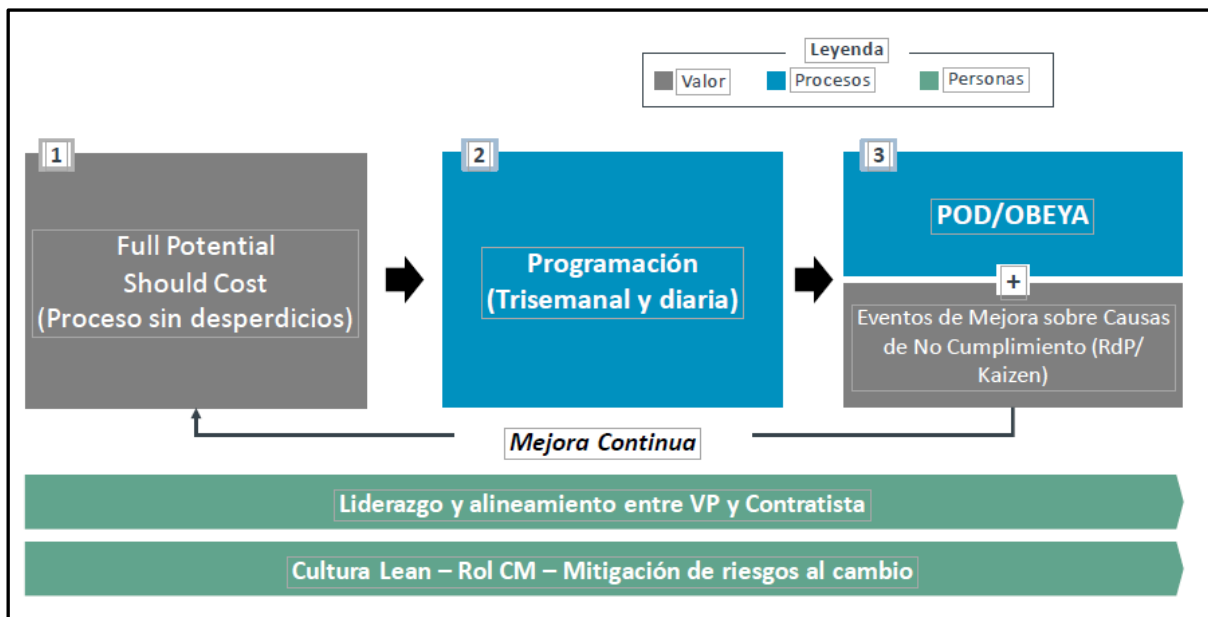 Leyenda
Valor
Procesos
Personas
1
Full Potential
Should Cost
(Proceso sin desperdicios)
2
Programación
(Trisemanal y diaria)
3
POD/OBEYA
+
Eventos de Mejora sobre Causas
de No Cumplimiento (RdP/
Kaizen)
Mejora Continua
Liderazgo y alineamiento entre VP y Contratista
Cultura Lean – Rol CM – Mitigación de riesgos al cambio